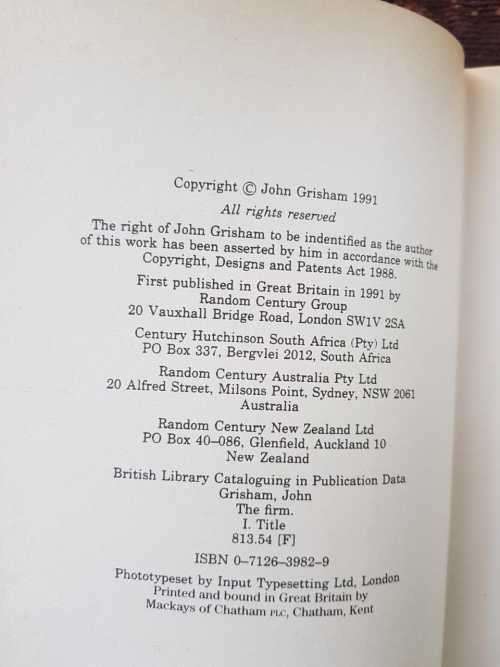 Copyright © John Grisham 1991
All rights reserved
The right of John Grisham to be indentified as the author
of this work has been asserted by him in accordance with the
Copyright, Designs and Patents Act 1988.
First published in Great Britain in 1991 by
Random Century Group
20 Vauxhall Bridge Road, London SW1V 2SA
Century Hutchinson South Africa (Pty) Ltd
PO Box 337, Bergvlei 2012, South Africa
Random Century Australia Pty Ltd
20 Alfred Street, Milsons Point, Sydney, NSW 2061
Australia
Random Century New Zealand Ltd
PO Box 40–086, Glenfield, Auckland 10
New Zealand
British Library Cataloguing in Publication Data
Grisham, John
The firm.
I. Title
813.54 [F]
ISBN 0–7126–3982–9
Phototypeset by Input Typesetting Ltd, London
Printed and bound in Great Britain by
Mackays of Chatham PLC, Chatham, Kent